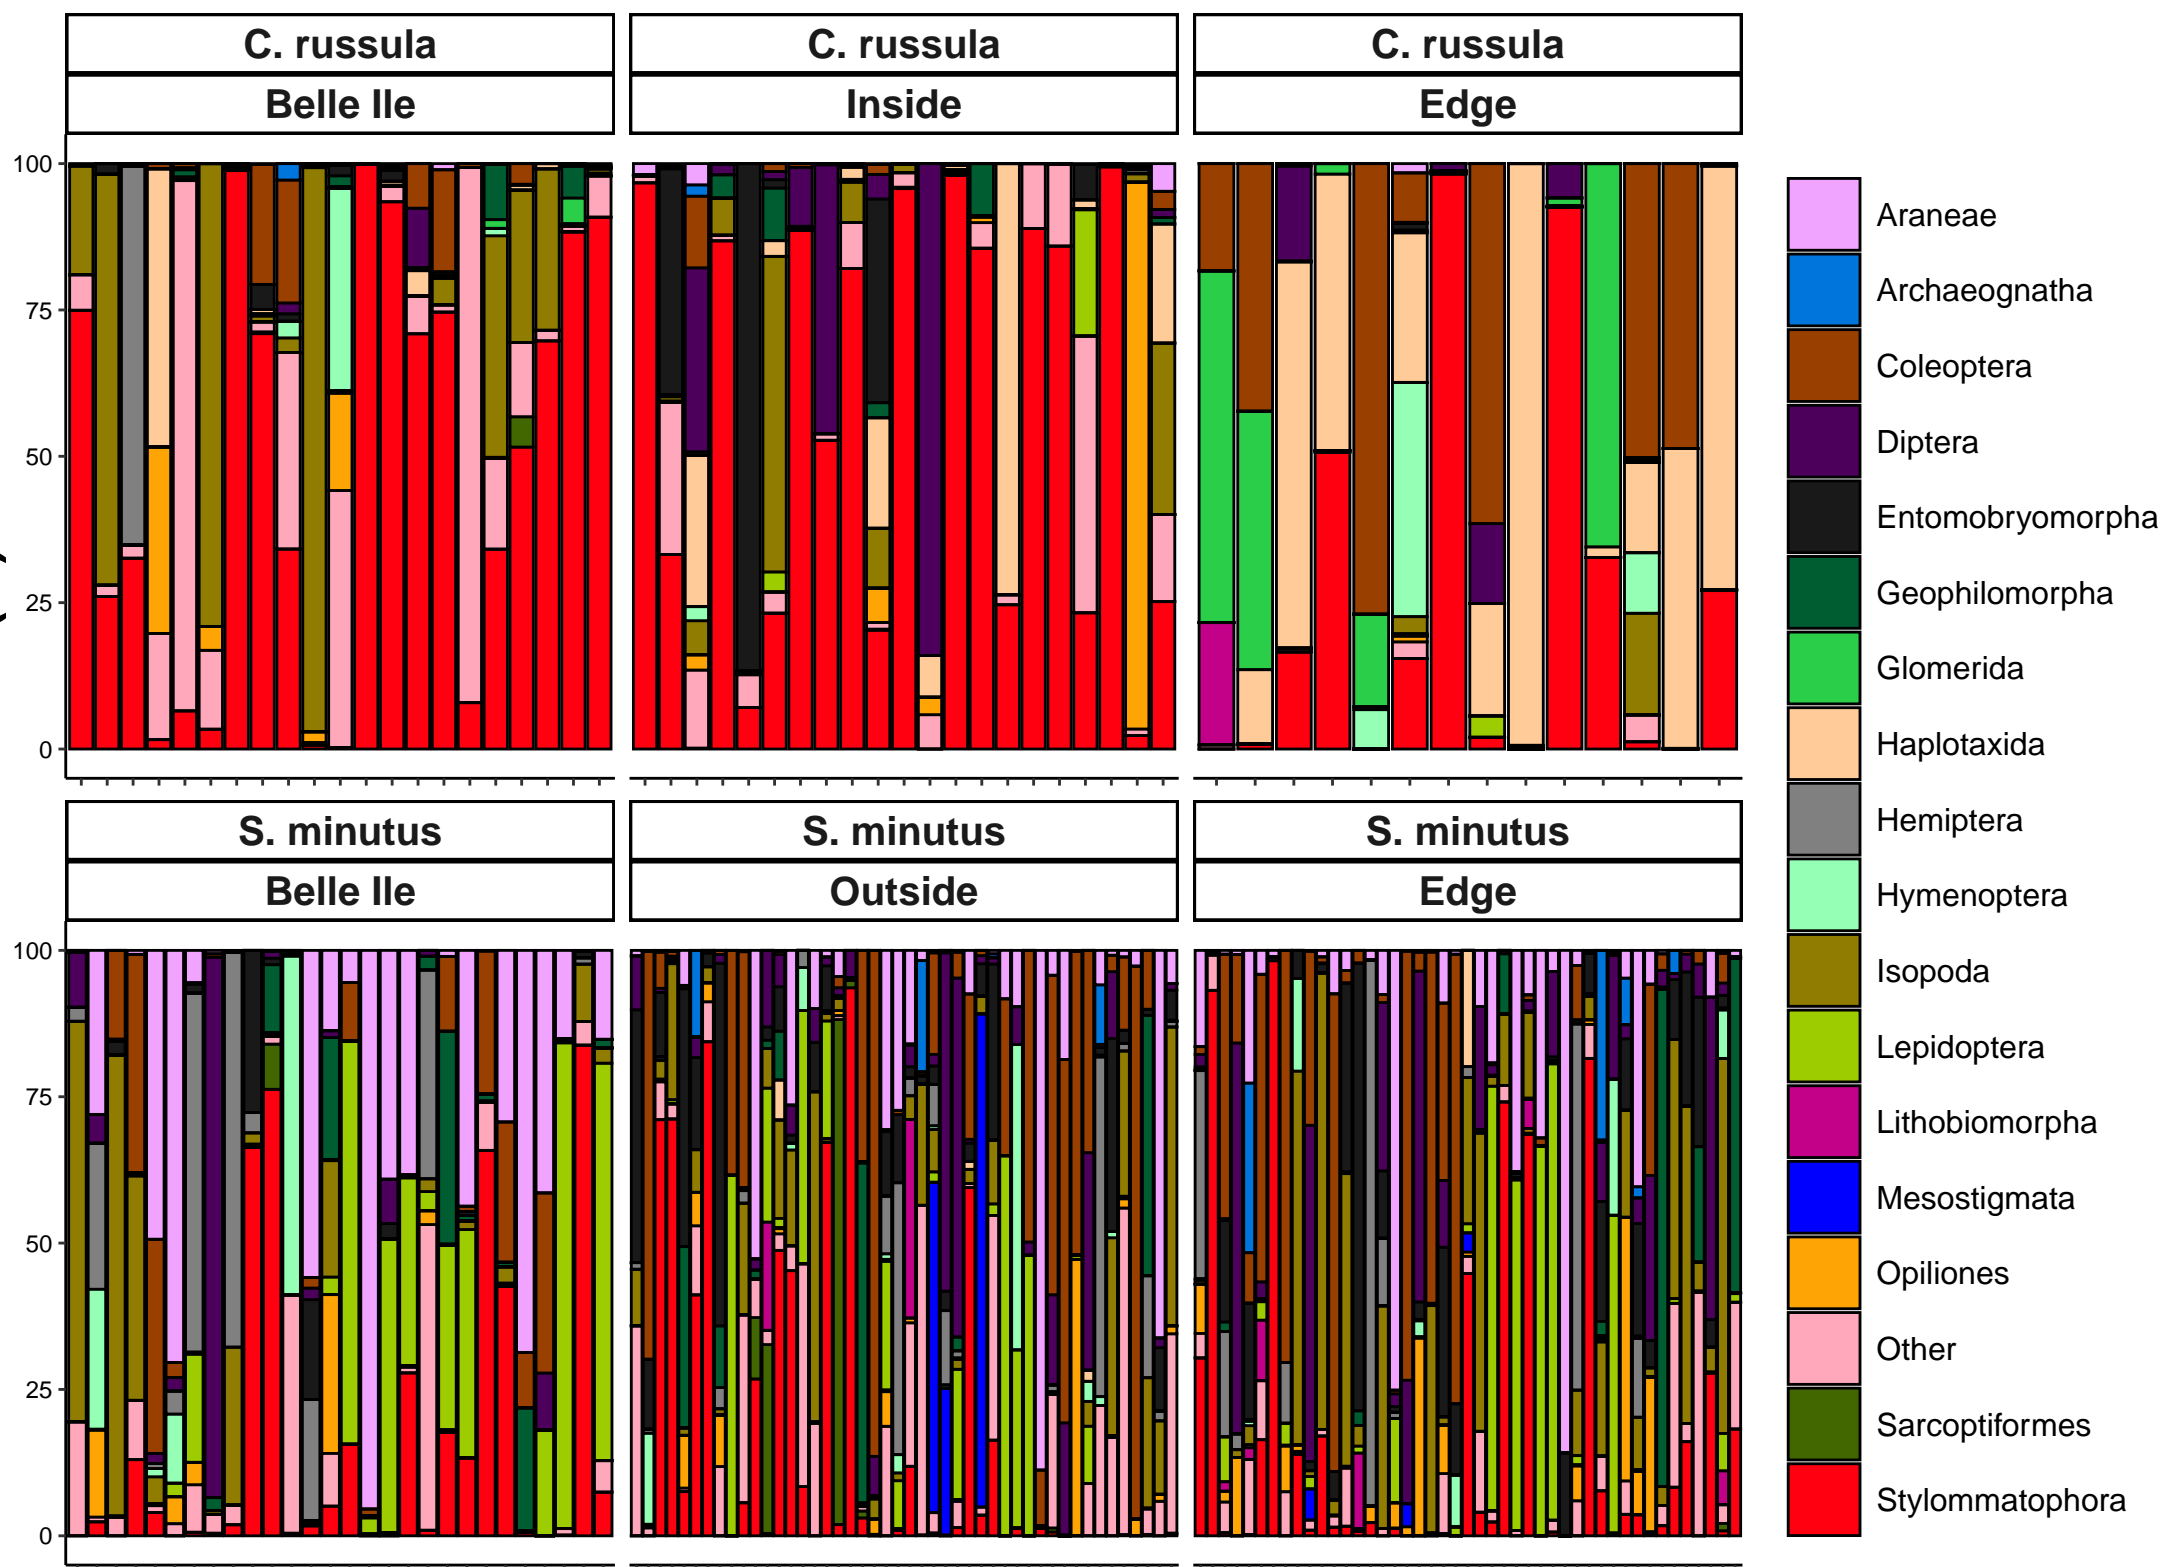 C. russula
C. russula
C. russula
Belle Ile
Inside
Edge
100
75
50
25
0
S. minutus
S. minutus
S. minutus
Belle Ile
Outside
Edge
100
75
50
25
0
Araneae
Archaeognatha
Coleoptera
Diptera
Entomobryomorpha
Geophilomorpha
Glomerida
Haplotaxida
Hemiptera
Hymenoptera
Isopoda
Lepidoptera
Lithobiomorpha
Mesostigmata
Opiliones
Other
Sarcoptiformes
Stylommatophora